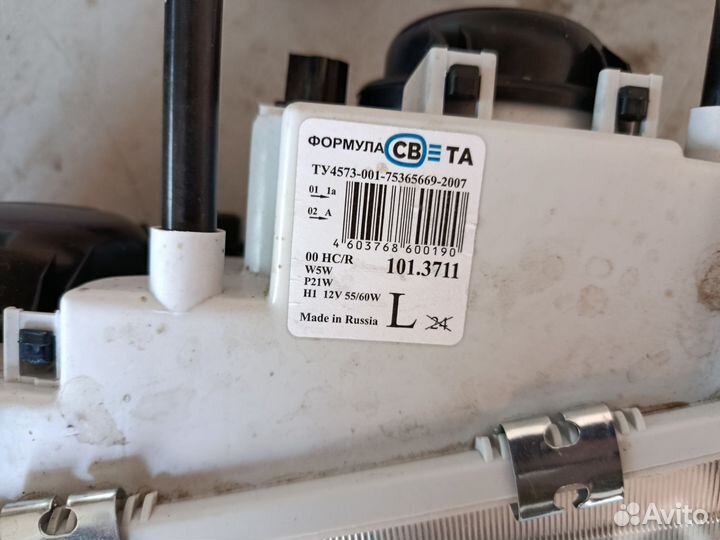 ФОРМУЛА СВЕТА
ТУ4573-001-75365669-2007
01 1a
02 A
4 603768 600190
00 HC/R
101.3711
W5W
P21W
H1 12V 55/60W
Made in Russia L 24
Avito